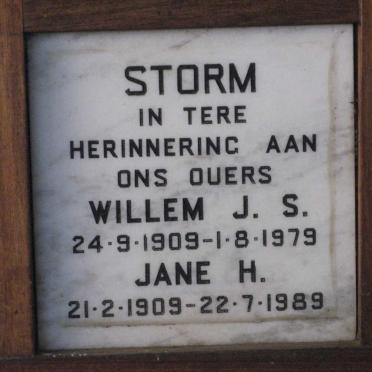 STORM
IN TERE
HERINNERING AAN
ONS OUERS
WILLEM J. S.
24·9·1909-1·8·1979
JANE H.
21·2·1909-22·7·1989